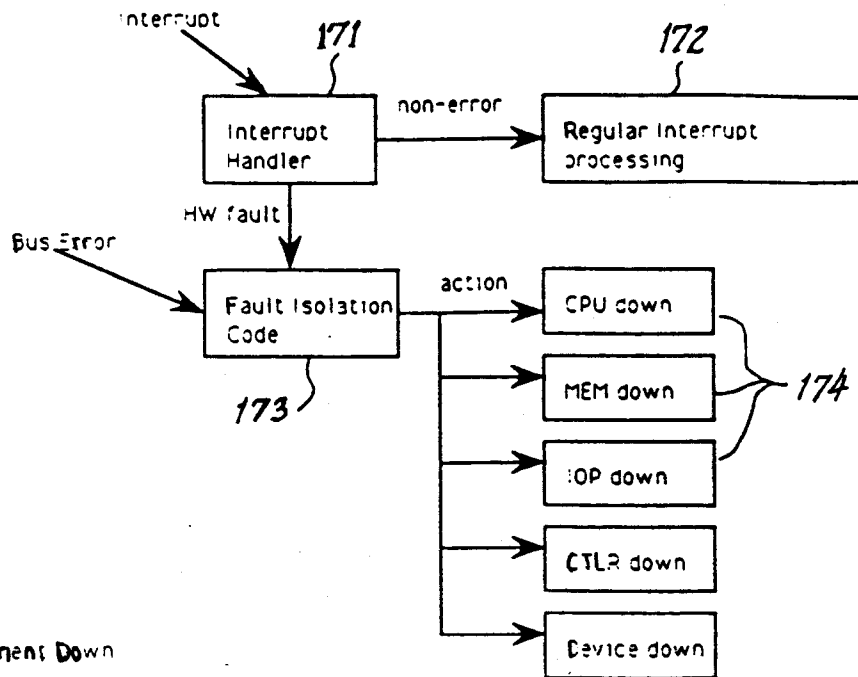 Interrupt
171
172
Interrupt
Handler
non-error
Regular Interrupt
processing
HW fault
Bus Error
Fault Isolation
Code
action
CPU down
173
MEM down
174
IOP down
CTLR down
Device down
Down